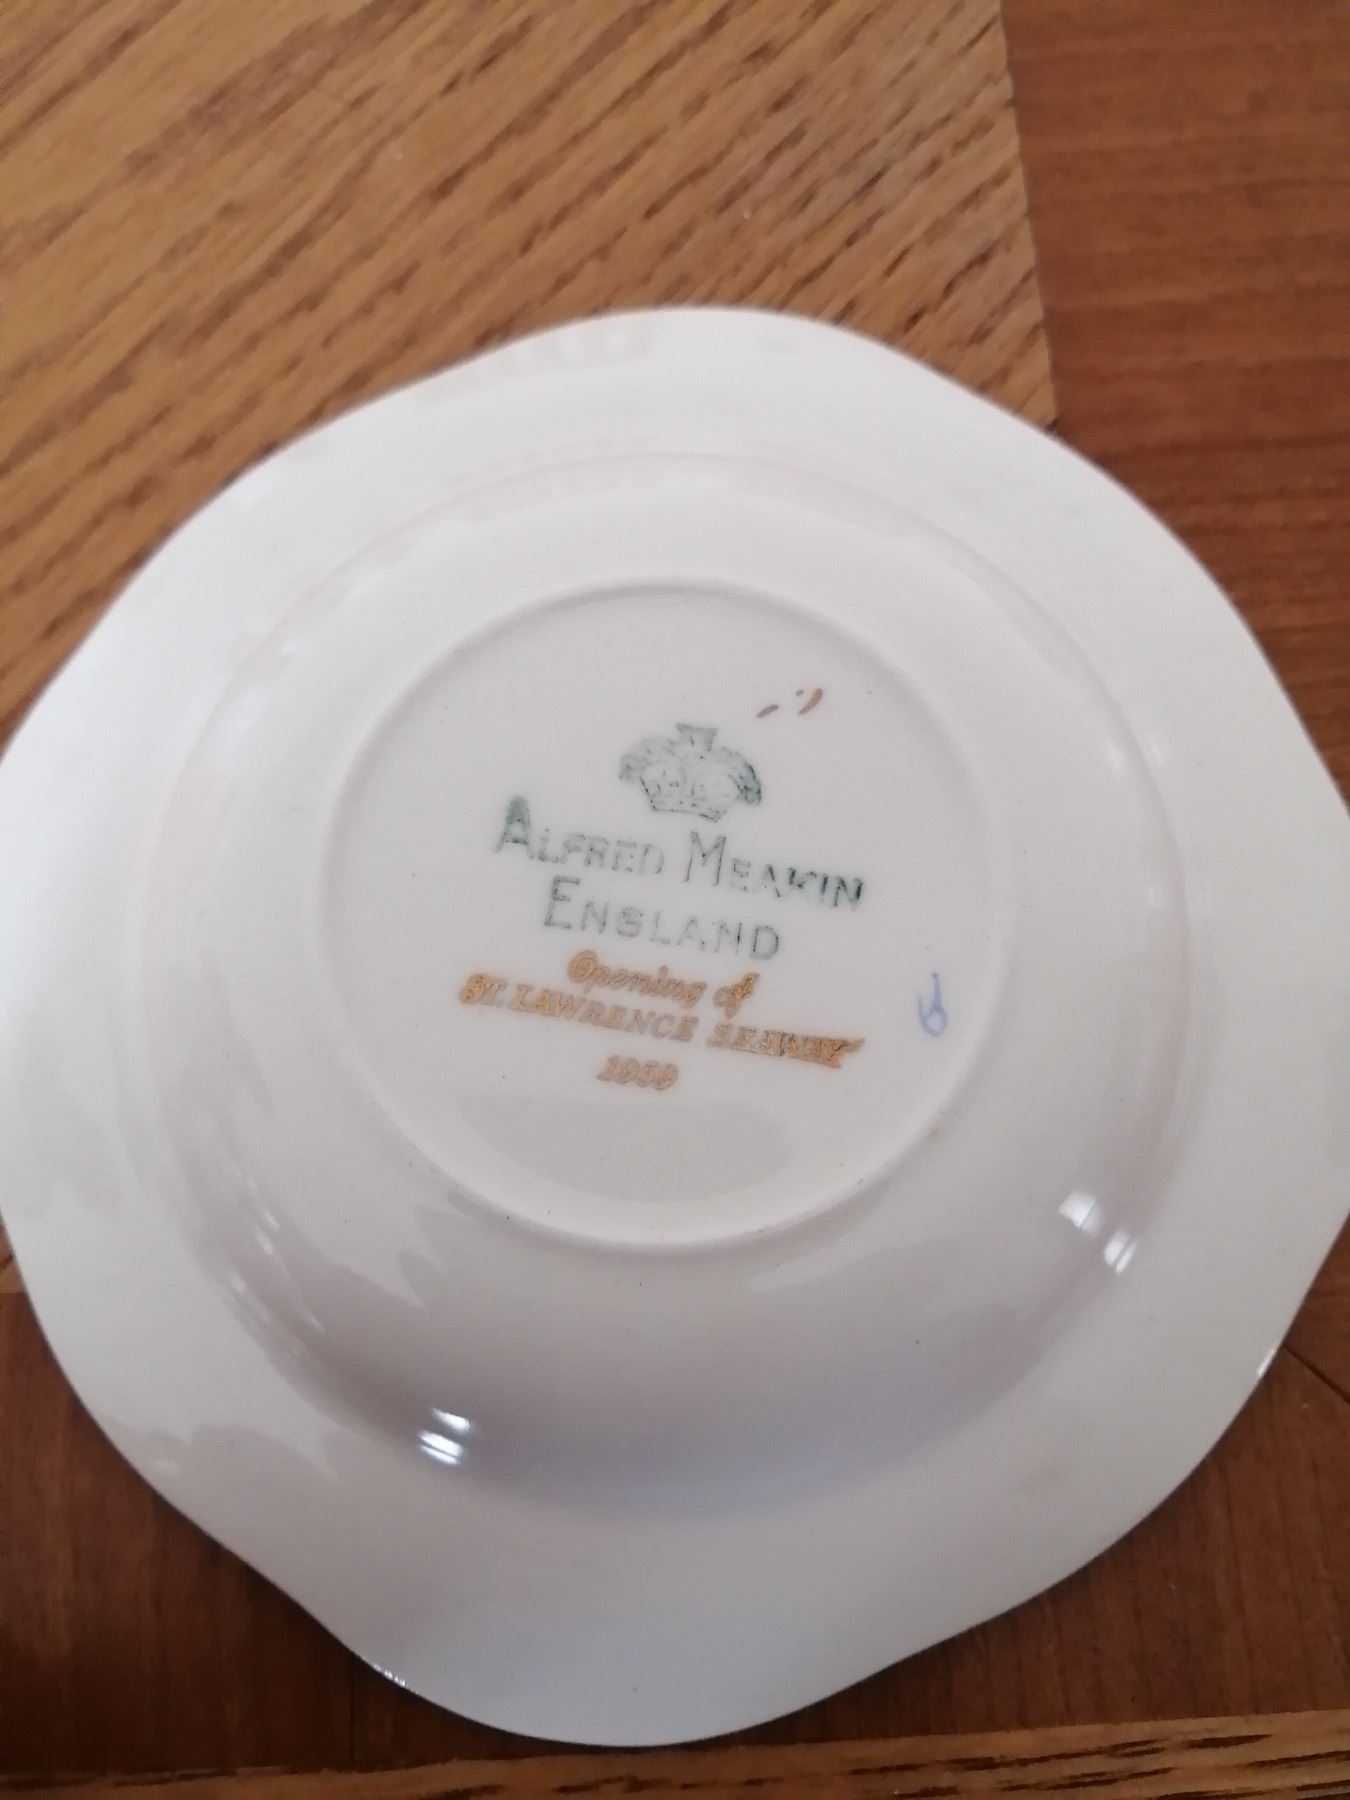 ALFRED MEAKIN
ENGLAND
Opening of
ST. LAWRENCE SEAWAY
1959